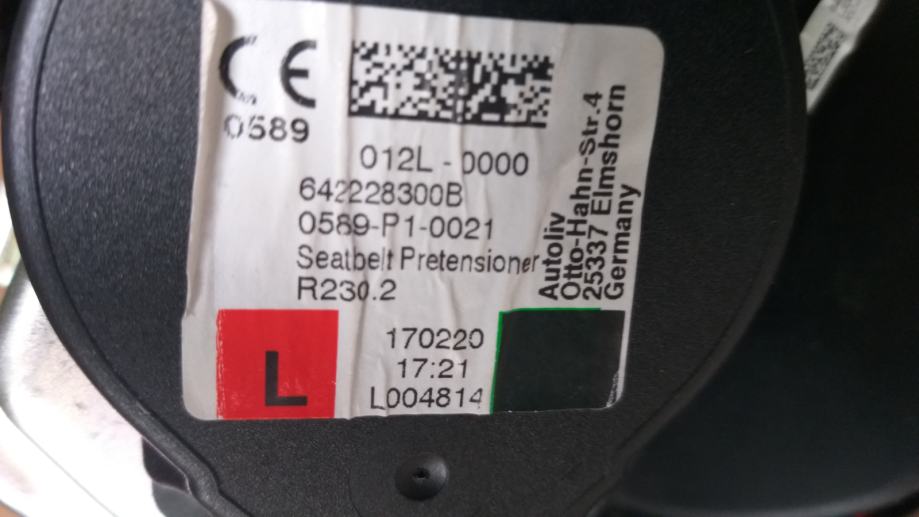 CE
0589
012L - 0000
642228300B
0589-P1-0021
Seatbelt Pretensioner
R230.2
Autoliv
Otto-Hahn-Str.4
25337 Elmshorn
Germany
L
170220
17:21
L004814